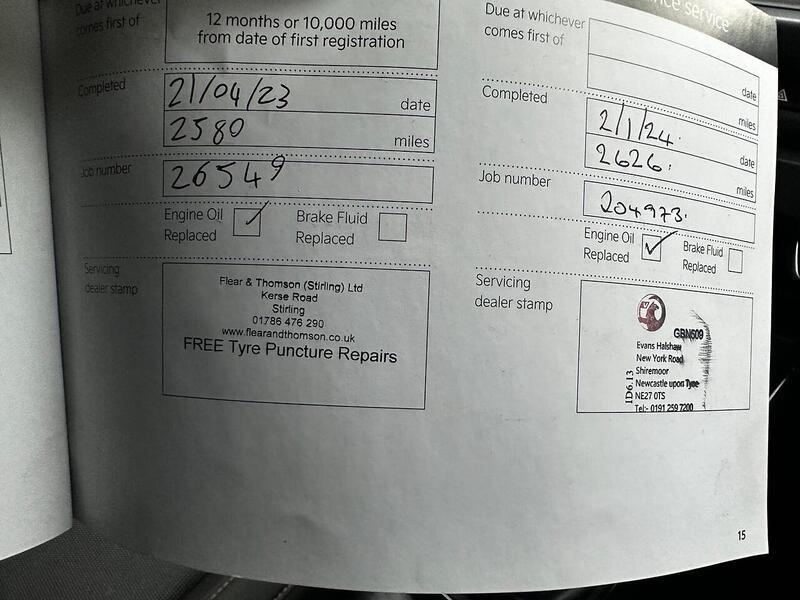 Due at whichever
comes first of
12 months or 10,000 miles
from date of first registration
Completed
21/04/23
date
2580
miles
Job number
26549
Engine Oil
Replaced
Brake Fluid
Replaced
Servicing
dealer stamp
Flear & Thomson (Stirling) Ltd
Kerse Road
Stirling
01786 476 290
www.flearandthomson.co.uk
FREE Tyre Puncture Repairs
service
Due at whichever
comes first of
date
miles
Completed
2/1/24.
date
2626.
miles
Job number
204973.
Engine Oil
Replaced
Brake Fluid
Replaced
Servicing
dealer stamp
GBN609
Evans Halshaw
New York Road
Shiremoor
Newcastle upon Tyne
NE27 0TS
Tel:- 0191 259 7200
1D6.13
15